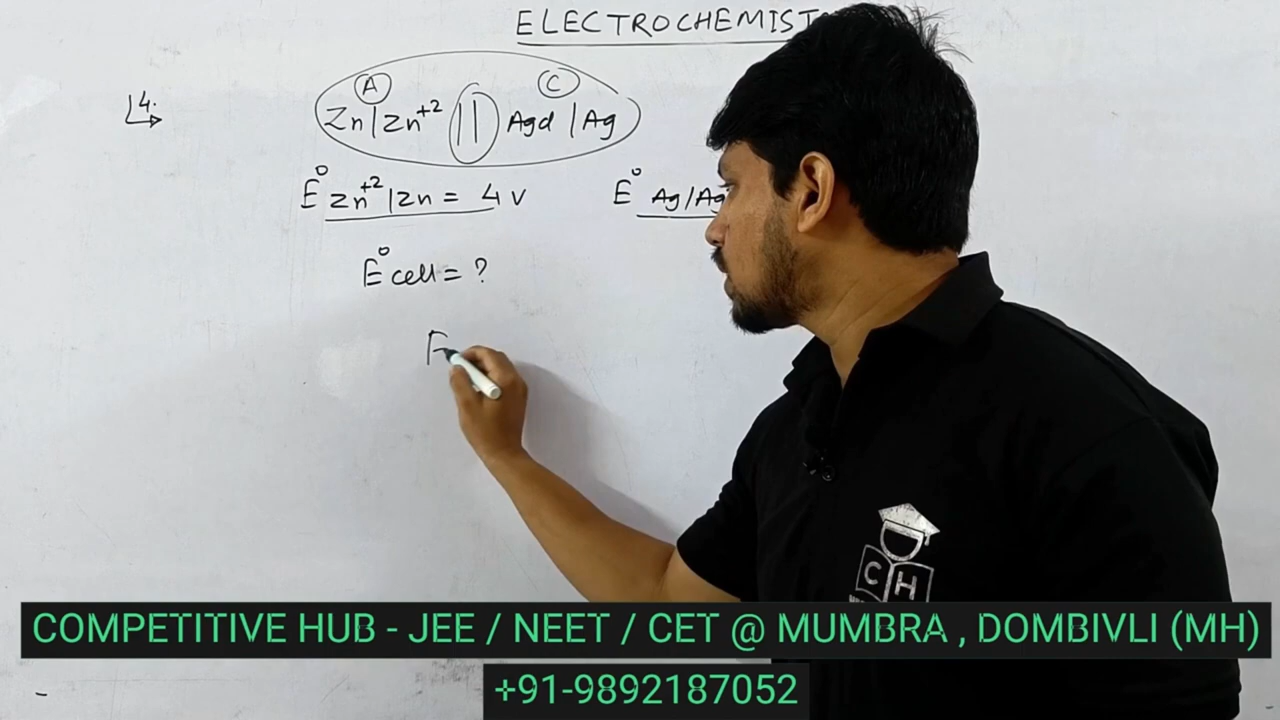 ELECTROCHEMIST
4.
A C
Zn | Zn+2 || Agcl | Ag
E° Zn+2 | Zn = 4 v E° Ag/Ag
E° cell = ?
E
C H
COMPETITIVE HUB - JEE / NEET / CET @ MUMBRA , DOMBIVLI (MH)
+91-9892187052